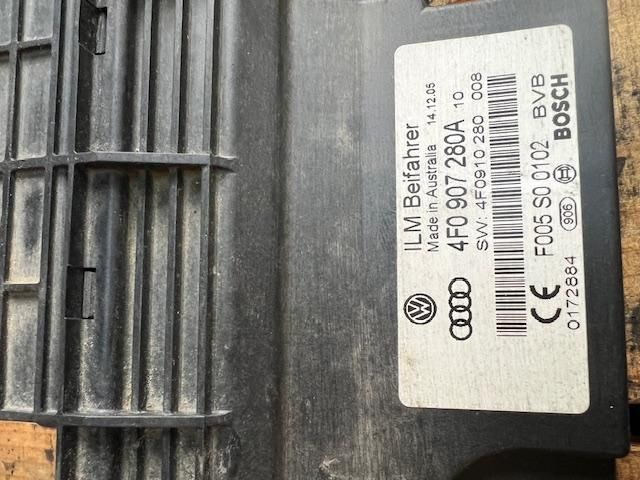 ILM Beifahrer
Made in Australia 14.12.05
4F0 907 280A 10
SW: 4F0910 280 008
CE F005 S0 0102 BVB
0172884 906 BOSCH